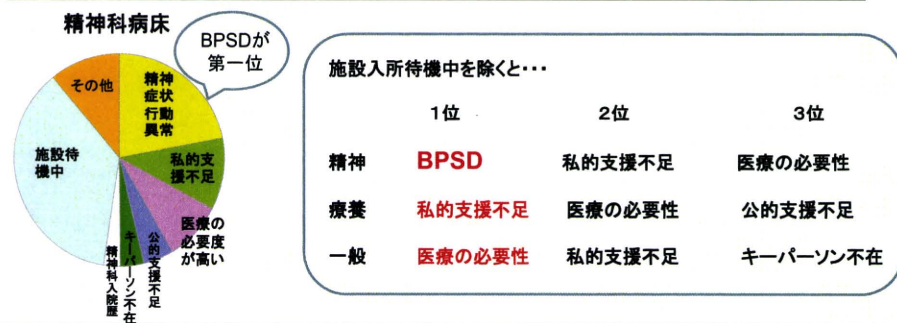 精神科病床
BPSDが
第一位
その他
精神
症状
行動
異常
私的支
援不足
医療の
必要度
が高い
公的支援不足
キーパーソン不在
精神科入院歴
施設待
機中
施設入所待機中を除くと･･･
1位 2位 3位
精神 BPSD 私的支援不足 医療の必要性
療養 私的支援不足 医療の必要性 公的支援不足
一般 医療の必要性 私的支援不足 キーパーソン不在